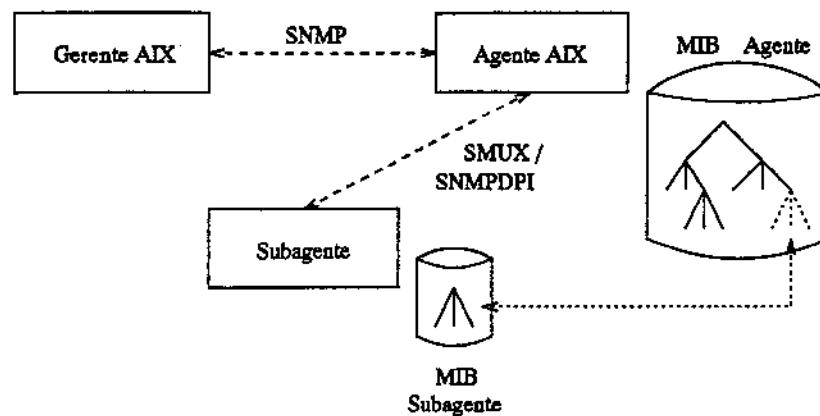 SNMP
Gerente AIX
Agente AIX
MIB Agente
SMUX /
SNMPDPI
Subagente
MIB
Subagente